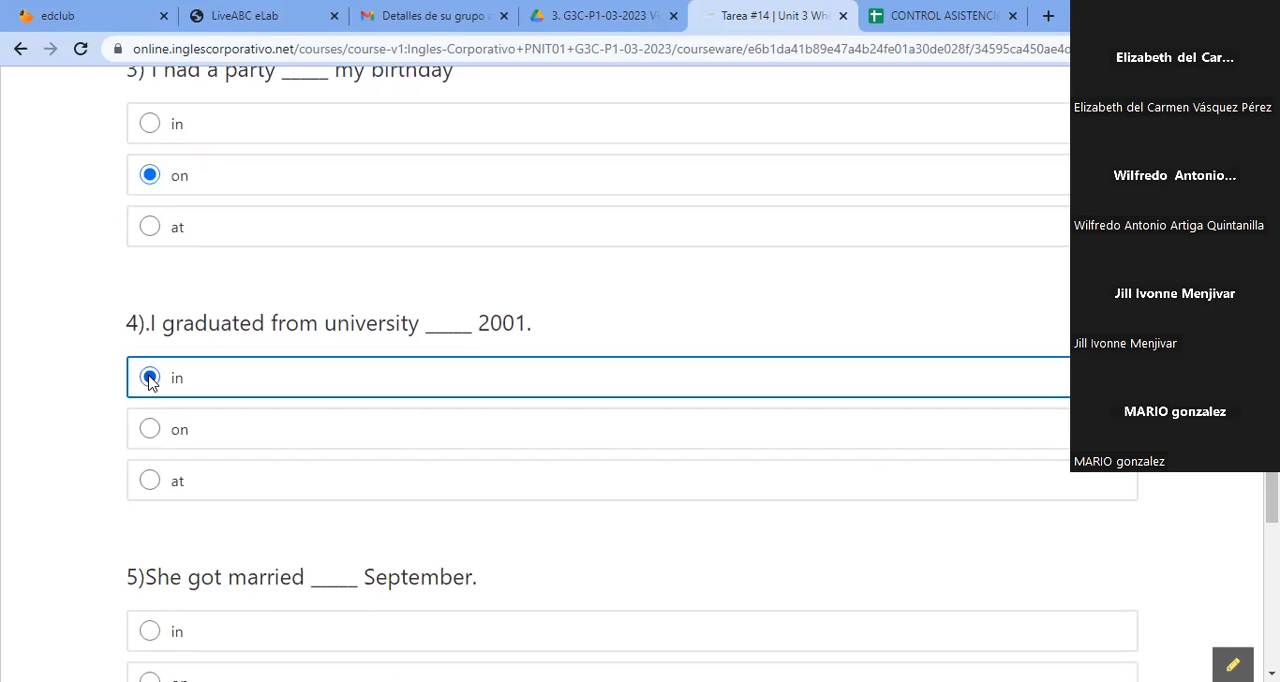 edclub
LiveABC eLab
Detalles de su grupo
3. G3C-P1-03-2023 Vi
Tarea #14 | Unit 3 Whe
CONTROL ASISTENCI
online.inglescorporativo.net/courses/course-v1:Ingles-Corporativo+PNIT01+G3C-P1-03-2023/courseware/e6b1da41b89e47a4b24fe01a30de028f/34595ca450ae4d
3) I had a party _____ my birthday
in
on
at
4).I graduated from university _____ 2001.
in
on
at
5)She got married _____ September.
in
on
Elizabeth del Car...
Elizabeth del Carmen Vásquez Pérez
Wilfredo Antonio...
Wilfredo Antonio Artiga Quintanilla
Jill Ivonne Menjivar
Jill Ivonne Menjivar
MARIO gonzalez
MARIO gonzalez